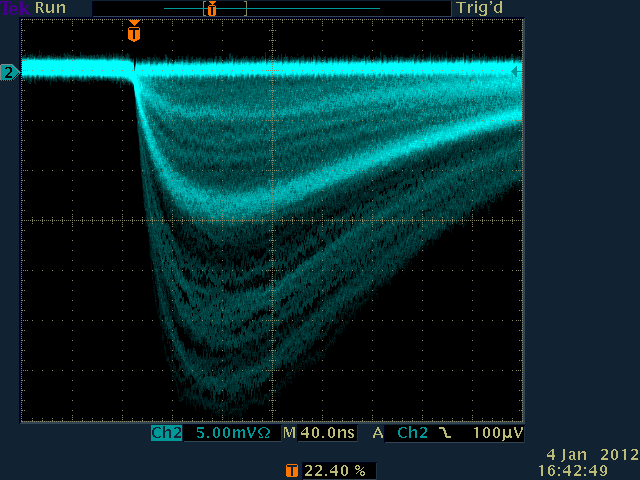 Tek Run Trig'd
T
T
2
Ch2 5.00mVΩ M 40.0ns A Ch2 100µV
T 22.40 %
4 Jan 2012
16:42:49